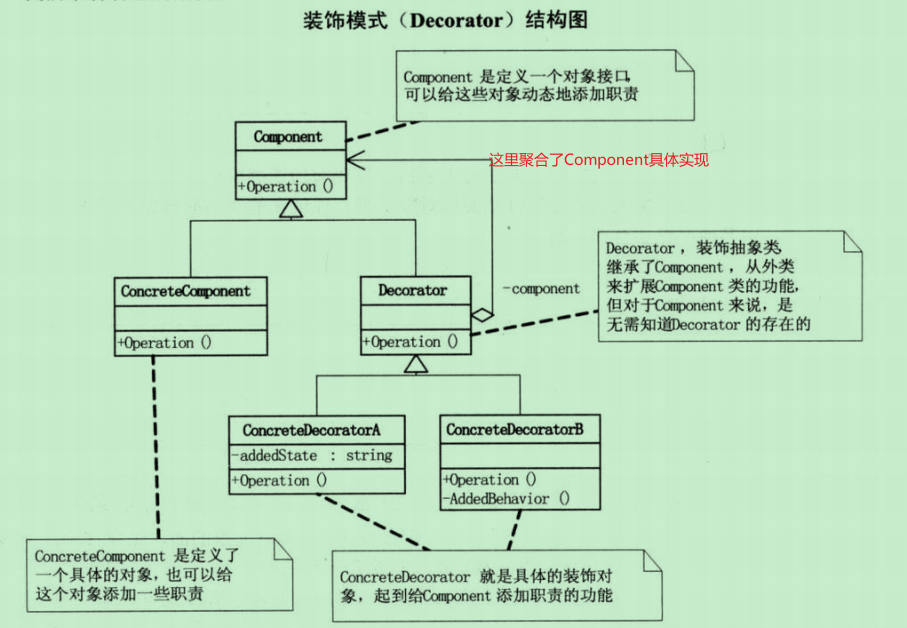 装饰模式（Decorator）结构图
Component 是定义一个对象接口，
可以给这些对象动态地添加职责
Component
+Operation ()
这里聚合了Component具体实现
Decorator，装饰抽象类，
继承了Component，从外类
来扩展Component 类的功能，
但对于Component 来说，是
无需知道Decorator 的存在的
ConcreteComponent
+Operation ()
Decorator
+Operation ()
-component
ConcreteDecoratorA
-addedState : string
+Operation ()
ConcreteDecoratorB
+Operation ()
-AddedBehavior ()
ConcreteComponent 是定义了
一个具体的对象，也可以给
这个对象添加一些职责
ConcreteDecorator 就是具体的装饰对
象，起到给Component 添加职责的功能